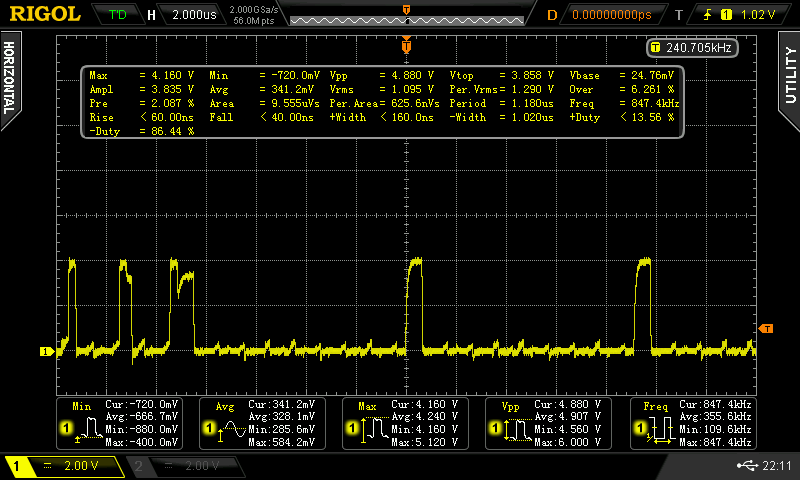 RIGOL T'D H 2.000us 2.000GSa/s 56.0M pts D 0.00000000ps T 1 1.02 V
HORIZONTAL
UTILITY
T 240.705kHz
Max = 4.160 V Min = -720.0mV Vpp = 4.880 V Vtop = 3.858 V Vbase = 24.76mV
Ampl = 3.835 V Avg = 341.2mV Vrms = 1.095 V Per.Vrms = 1.290 V Over = 6.261 %
Pre = 2.087 % Area = 9.555uVs Per.Area = 625.6nVs Period = 1.180us Freq = 847.4kHz
Rise < 60.00ns Fall < 40.00ns +Width < 160.0ns -Width = 1.020us +Duty < 13.56 %
-Duty = 86.44 %
T
T
1
Min Cur:-720.0mV Avg:-666.7mV Min:-880.0mV Max:-400.0mV
1
Avg Cur:341.2mV Avg:328.1mV Min:285.6mV Max:584.2mV
1
Max Cur:4.160 V Avg:4.240 V Min:4.160 V Max:5.120 V
1
Vpp Cur:4.880 V Avg:4.907 V Min:4.560 V Max:6.000 V
1
Freq Cur:847.4kHz Avg:355.6kHz Min:109.6kHz Max:847.4kHz
1
1 = 2.00 V 2 = 2.00 V 22:11